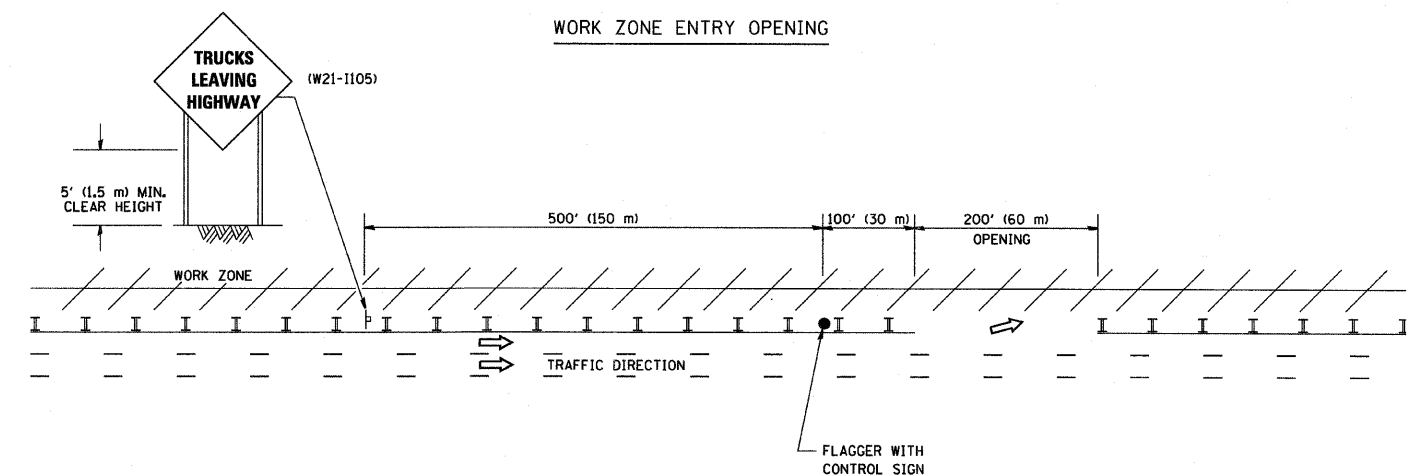 WORK ZONE ENTRY OPENING
TRUCKS
LEAVING
HIGHWAY
(W21-I105)
5' (1.5 m) MIN.
CLEAR HEIGHT
500' (150 m)
100' (30 m)
200' (60 m)
OPENING
WORK ZONE
TRAFFIC DIRECTION
FLAGGER WITH
CONTROL SIGN